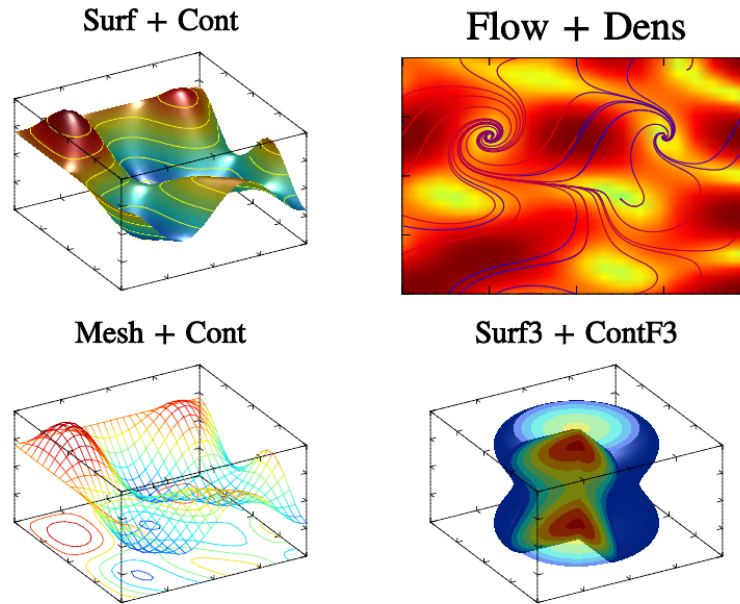 Surf + Cont
Flow + Dens
Mesh + Cont
Surf3 + ContF3